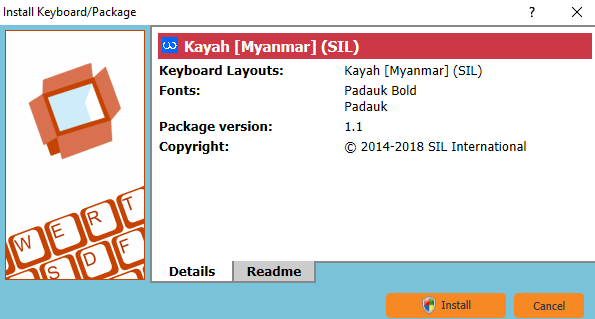 Install Keyboard/Package
Kayah [Myanmar] (SIL)
Keyboard Layouts: Kayah [Myanmar] (SIL)
Fonts: Padauk Bold
Padauk
Package version: 1.1
Copyright: © 2014-2018 SIL International
W E R T
S D F
Details Readme
Install Cancel